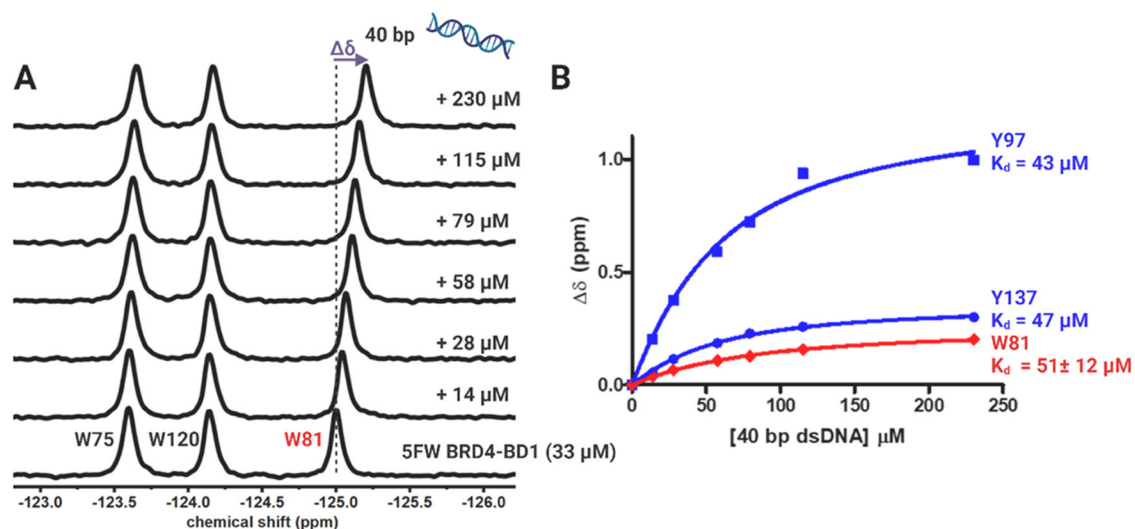 40 bp
Δδ
A
+ 230 µM
+ 115 µM
+ 79 µM
+ 58 µM
+ 28 µM
+ 14 µM
W75 W120 W81
5FW BRD4-BD1 (33 µM)
-123.0 -123.5 -124.0 -124.5 -125.0 -125.5 -126.0
chemical shift (ppm)
B
Y97
K_d = 43 µM
Y137
K_d = 47 µM
W81
K_d = 51± 12 µM
1.0
0.5
0.0
Δδ (ppm)
0 50 100 150 200 250
[40 bp dsDNA] µM